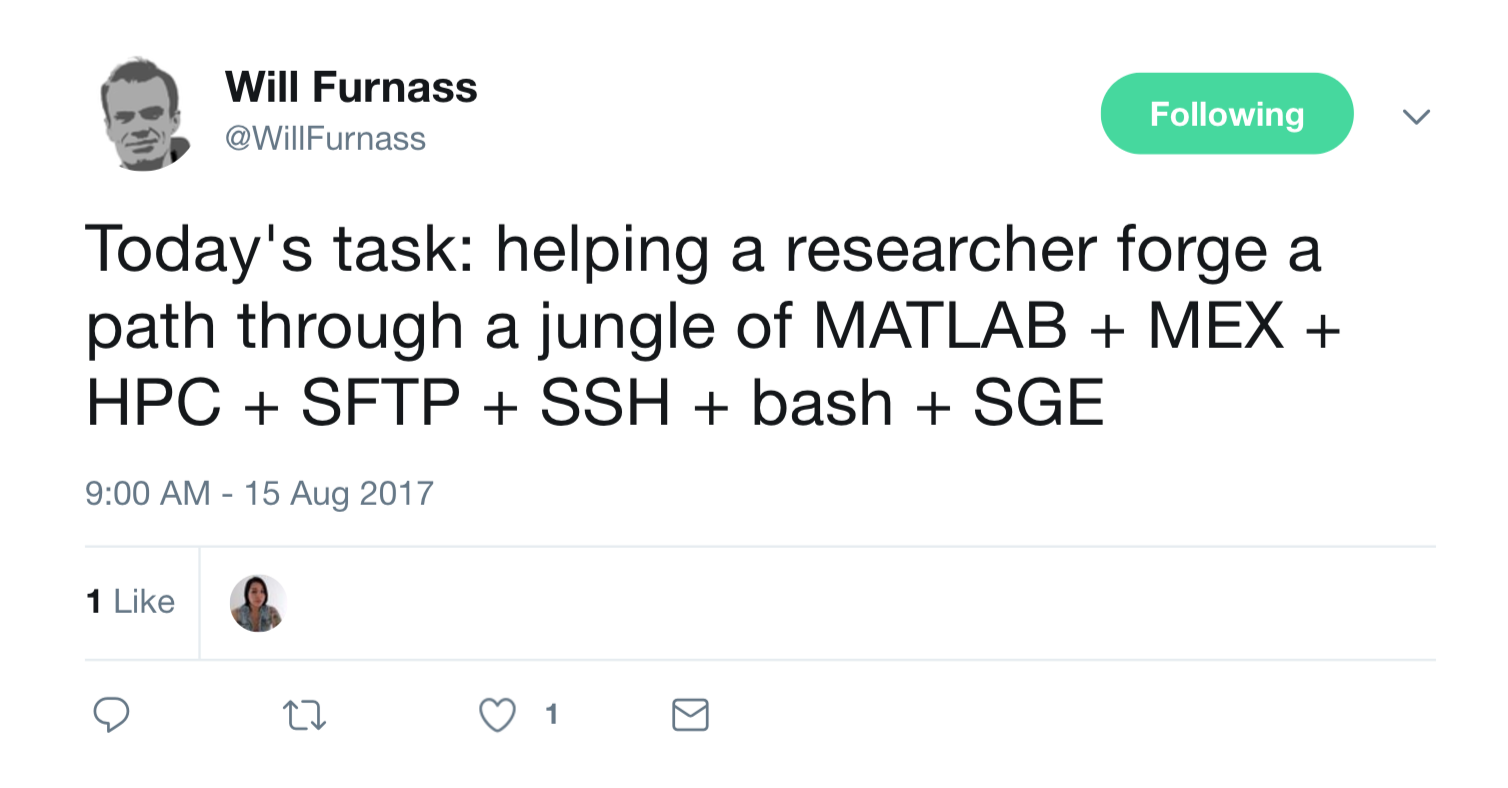 Will Furnass
@WillFurnass
Following
Today's task: helping a researcher forge a
path through a jungle of MATLAB + MEX +
HPC + SFTP + SSH + bash + SGE
9:00 AM - 15 Aug 2017
1 Like
1